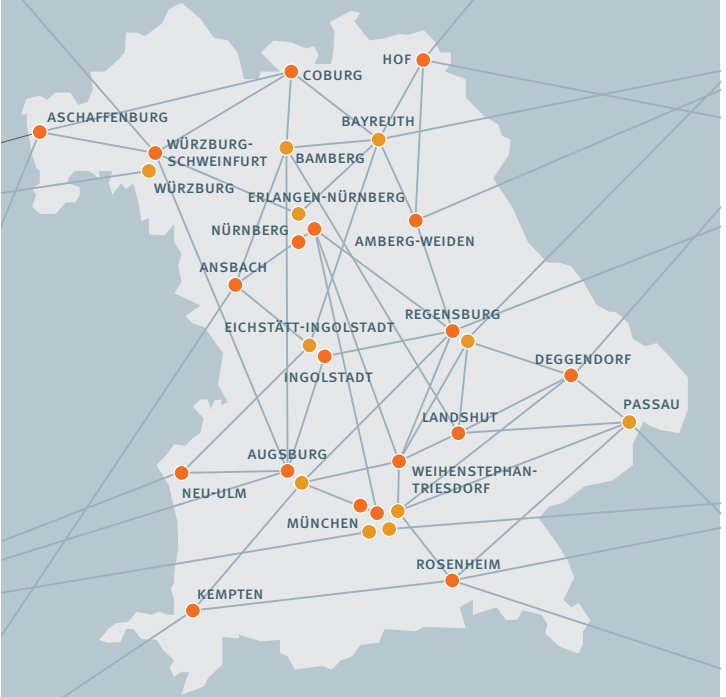 HOF
COBURG
ASCHAFFENBURG
BAYREUTH
WÜRZBURG-
SCHWEINFURT
BAMBERG
WÜRZBURG
ERLANGEN-NÜRNBERG
NÜRNBERG
AMBERG-WEIDEN
ANSBACH
REGENSBURG
EICHSTÄTT-INGOLSTADT
DEGGENDORF
INGOLSTADT
PASSAU
LANDSHUT
AUGSBURG
WEIHENSTEPHAN-
TRIESDORF
NEU-ULM
MÜNCHEN
ROSENHEIM
KEMPTEN